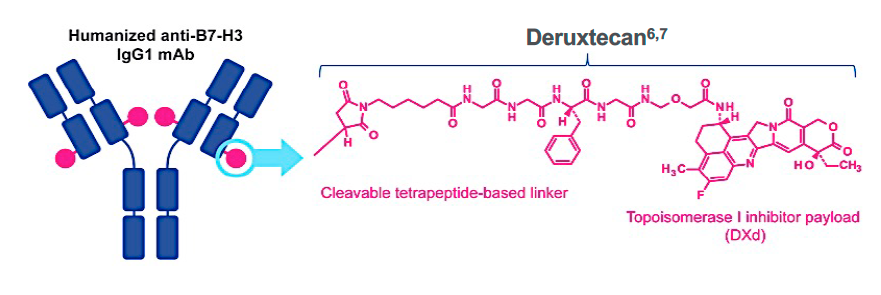 Humanized anti-B7-H3
IgG1 mAb
Deruxtecan6,7
O
N
O
H
O
H
N
O
N
H
O
H
N
H
O
H
N
O
N
H
O
O
NH
H
N
O
O
O
HO
CH3
N
H3C
F
Cleavable tetrapeptide-based linker
Topoisomerase I inhibitor payload
(DXd)